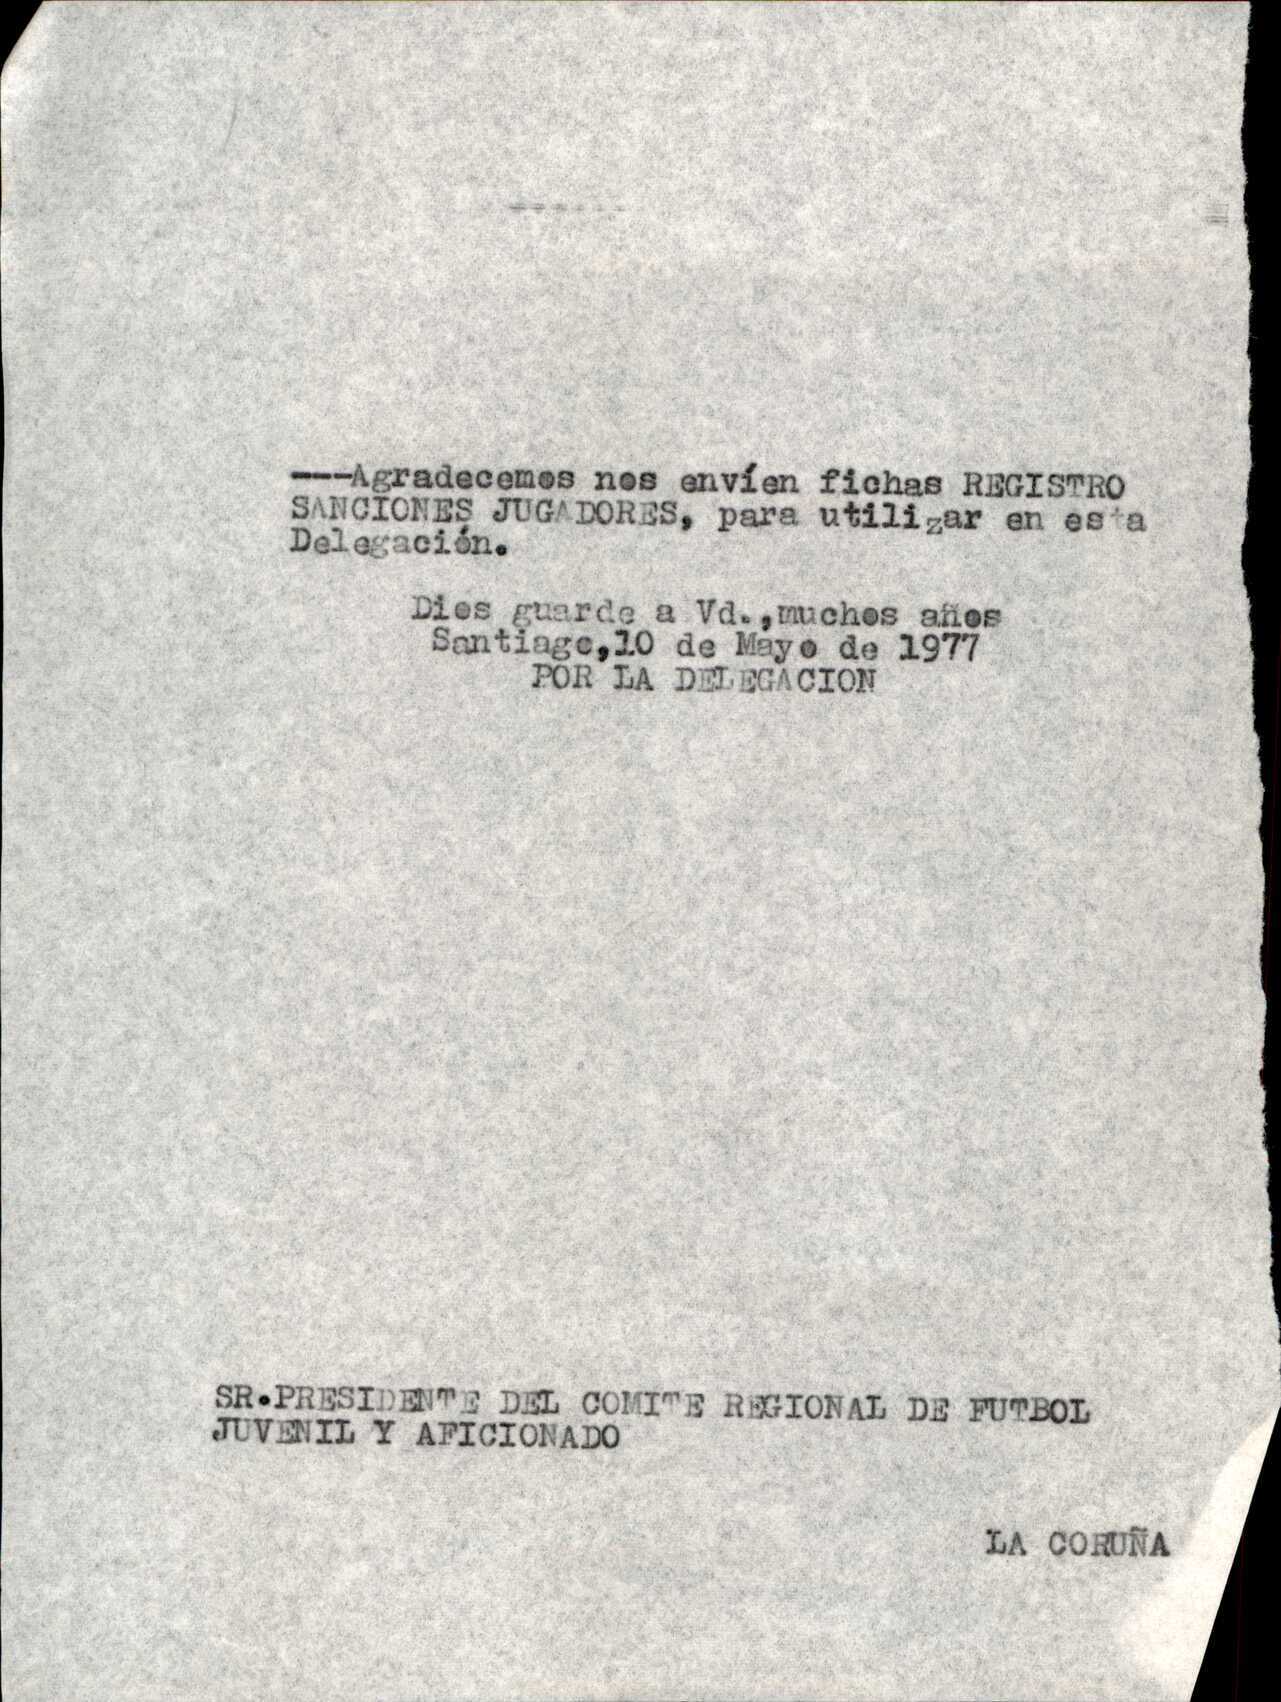 ---Agradecemos nos envíen fichas REGISTRO
SANCIONES JUGADORES, para utilizar en esta
Delegación.
Dios guarde a Vd.,muchos años
Santiago,10 de Mayo de 1977
POR LA DELEGACION
SR.PRESIDENTE DEL COMITE REGIONAL DE FUTBOL
JUVENIL Y AFICIONADO
LA CORUÑA